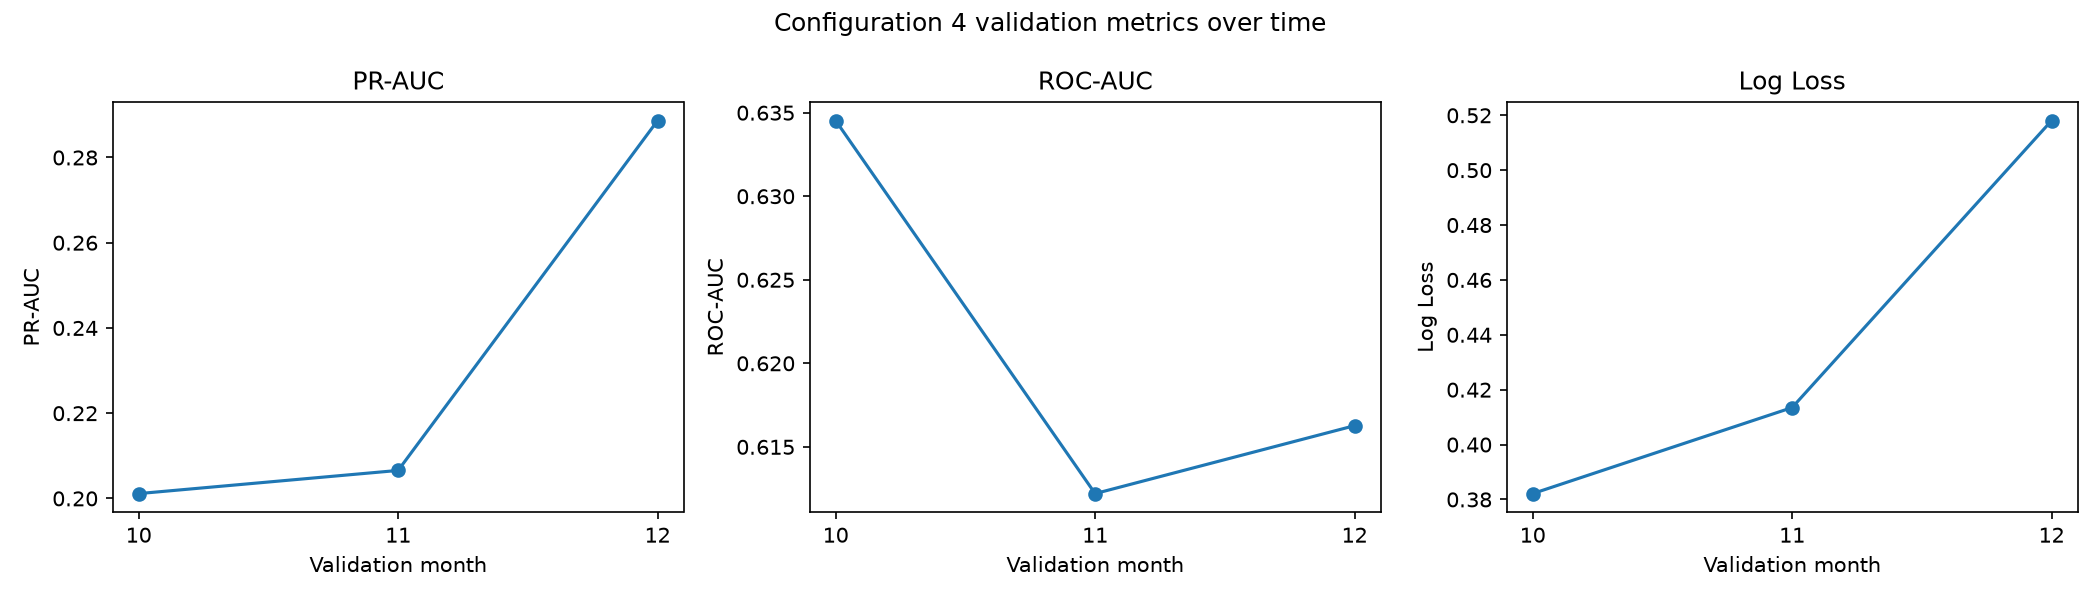 Configuration 4 validation metrics over time
PR-AUC
PR-AUC
0.28
0.26
0.24
0.22
0.20
10 11 12
Validation month
ROC-AUC
ROC-AUC
0.635
0.630
0.625
0.620
0.615
10 11 12
Validation month
Log Loss
Log Loss
0.52
0.50
0.48
0.46
0.44
0.42
0.40
0.38
10 11 12
Validation month